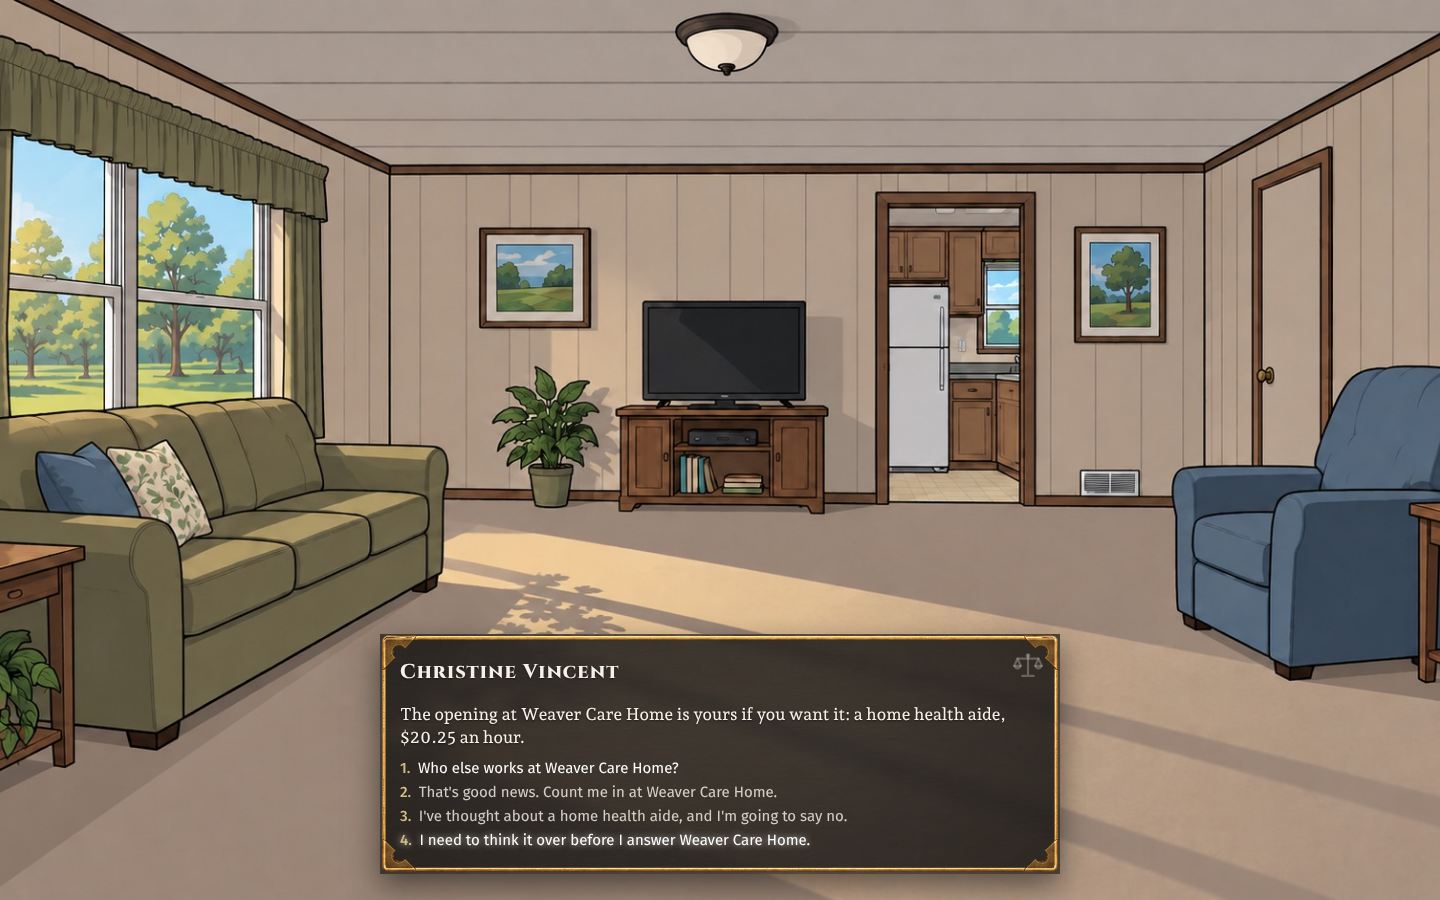 Christine Vincent
The opening at Weaver Care Home is yours if you want it: a home health aide,
$20.25 an hour.
1. Who else works at Weaver Care Home?
2. That's good news. Count me in at Weaver Care Home.
3. I've thought about a home health aide, and I'm going to say no.
4. I need to think it over before I answer Weaver Care Home.